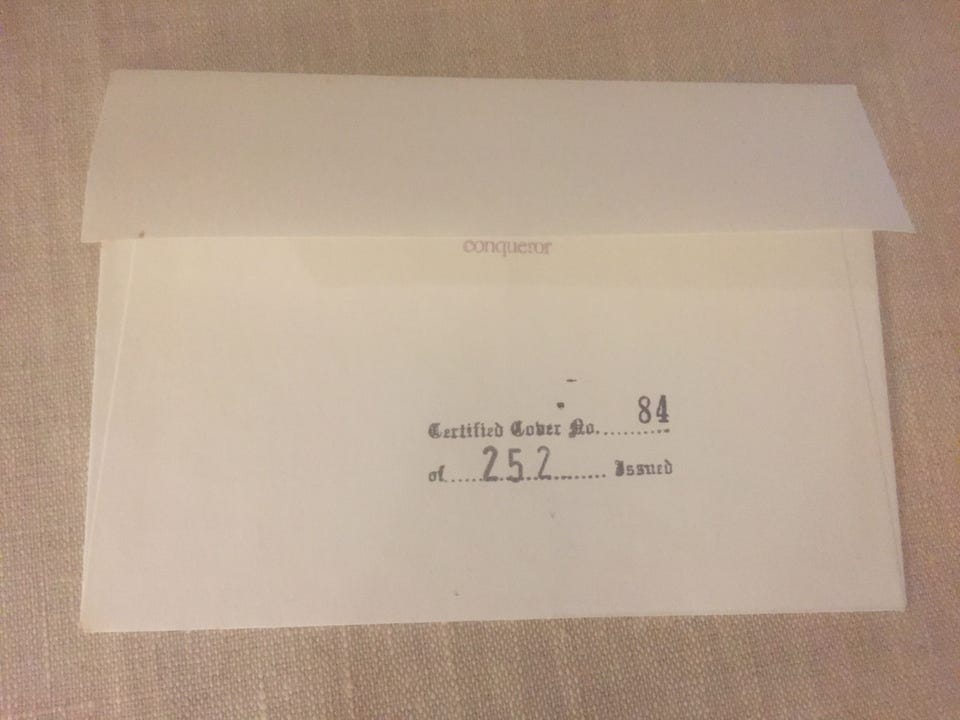 conqueror
Certified Cover No..........84
of.....252......... Issued